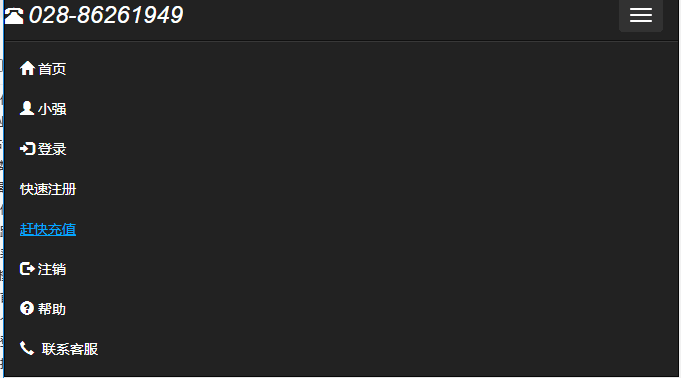 028-86261949
首页
小强
登录
快速注册
赶快充值
注销
帮助
联系客服